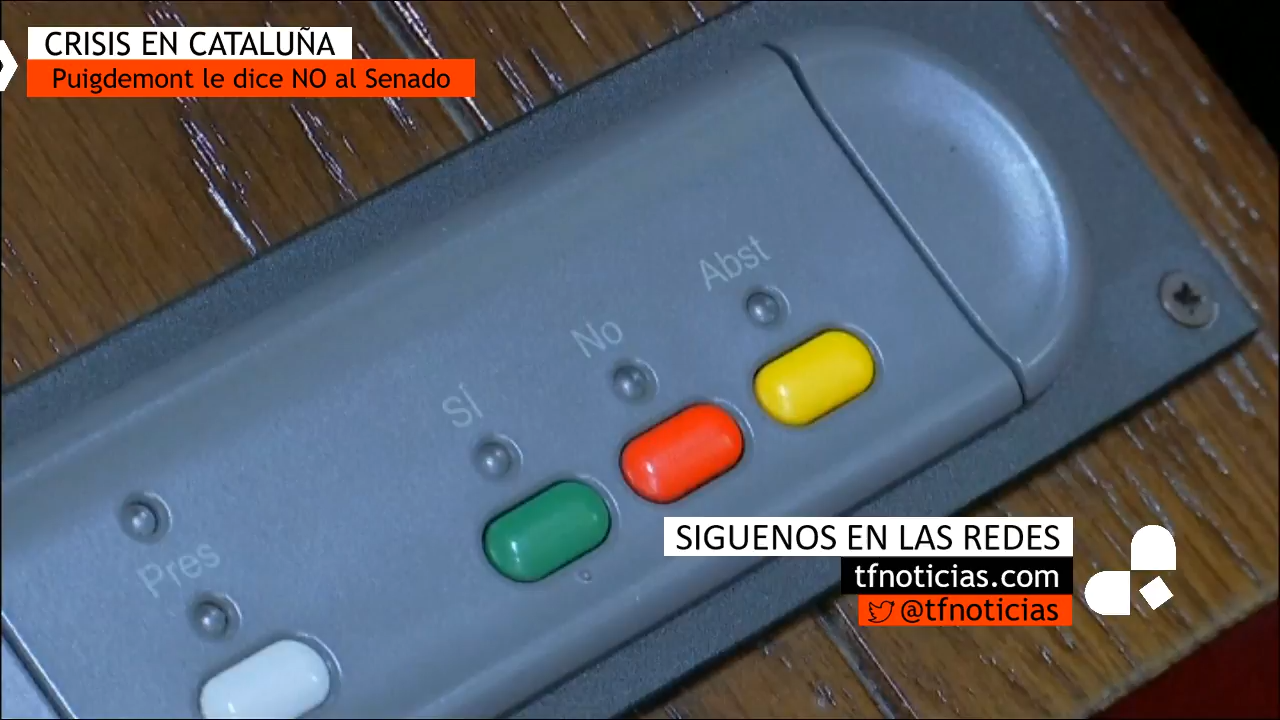 CRISIS EN CATALUÑA
Puigdemont le dice NO al Senado
Abst
No
SI
Pres
SIGUENOS EN LAS REDES
tfnoticias.com
@tfnoticias